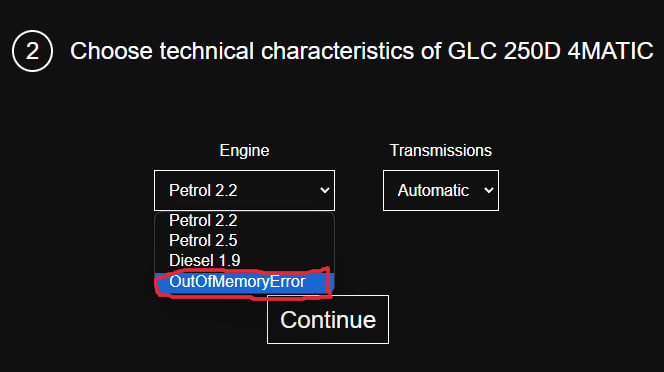 2 Choose technical characteristics of GLC 250D 4MATIC
Engine Transmissions
Petrol 2.2 Automatic
Petrol 2.2
Petrol 2.5
Diesel 1.9
OutOfMemoryError
Continue